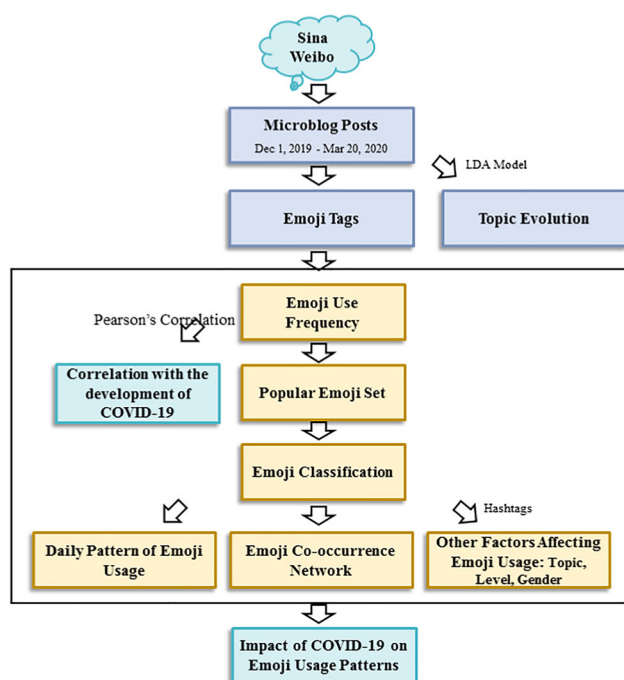 Sina
Weibo
Microblog Posts
Dec 1, 2019 - Mar 20, 2020
LDA Model
Emoji Tags
Topic Evolution
Emoji Use
Frequency
Pearson's Correlation
Correlation with the
development of
COVID-19
Popular Emoji Set
Emoji Classification
Hashtags
Daily Pattern of Emoji
Usage
Emoji Co-occurrence
Network
Other Factors Affecting
Emoji Usage: Topic,
Level, Gender
Impact of COVID-19 on
Emoji Usage Patterns